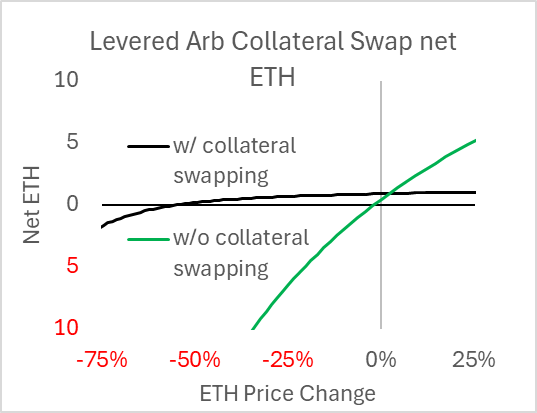 Levered Arb Collateral Swap net
ETH
10
5
0
5
10
Net ETH
w/ collateral
swapping
w/o collateral
swapping
-75%
-50%
-25%
0%
25%
ETH Price Change